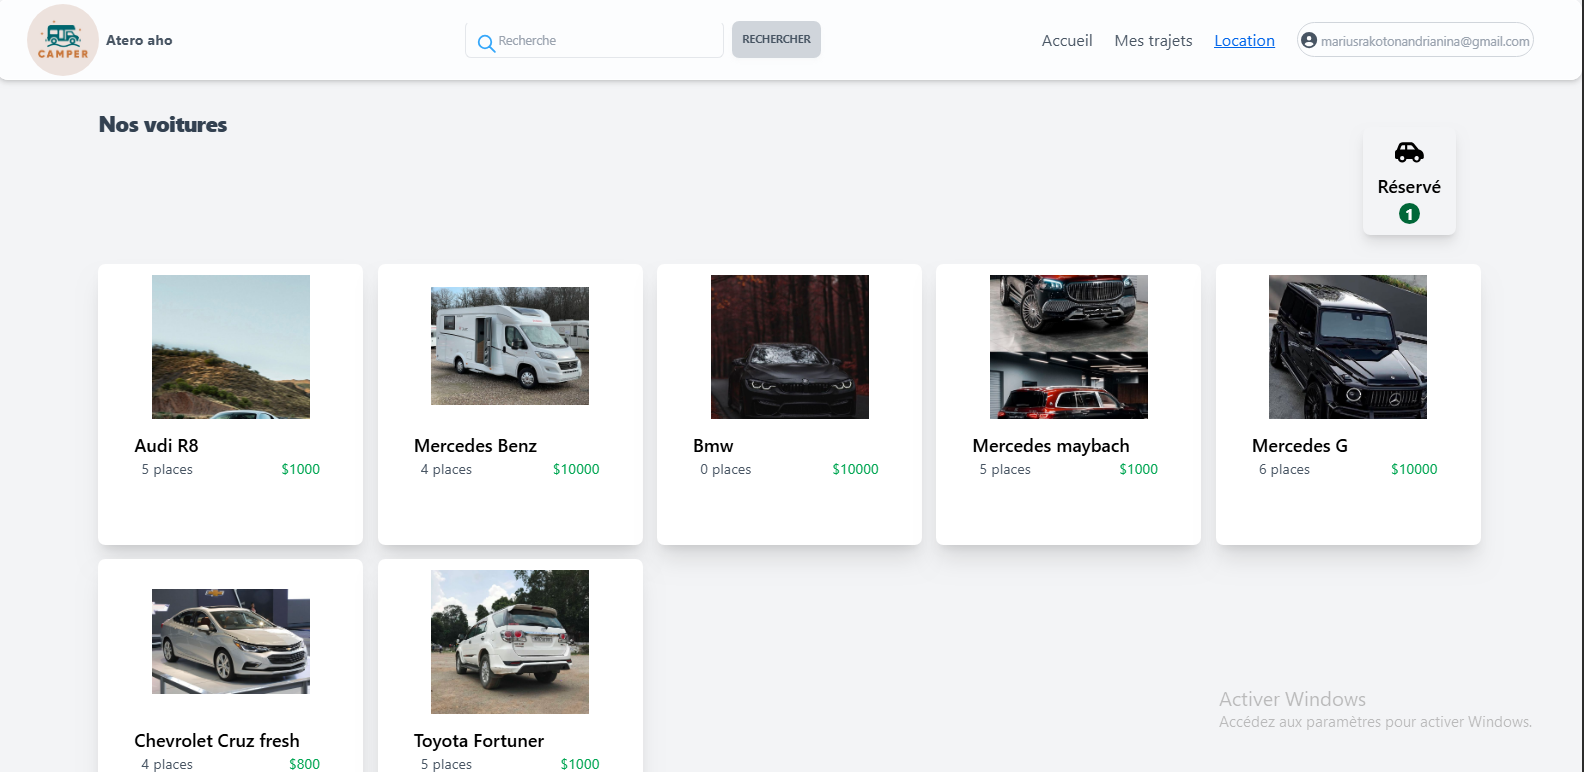 CAMPER
Atero aho
Recherche
RECHERCHER
Accueil
Mes trajets
Location
mariusrakotonandrianina@gmail.com
Nos voitures
Réservé
1
Audi R8
5 places
$1000
Mercedes Benz
4 places
$10000
Bmw
0 places
$10000
Mercedes maybach
5 places
$1000
Mercedes G
6 places
$10000
Chevrolet Cruz fresh
4 places
$800
Toyota Fortuner
5 places
$1000
Activer Windows
Accédez aux paramètres pour activer Windows.